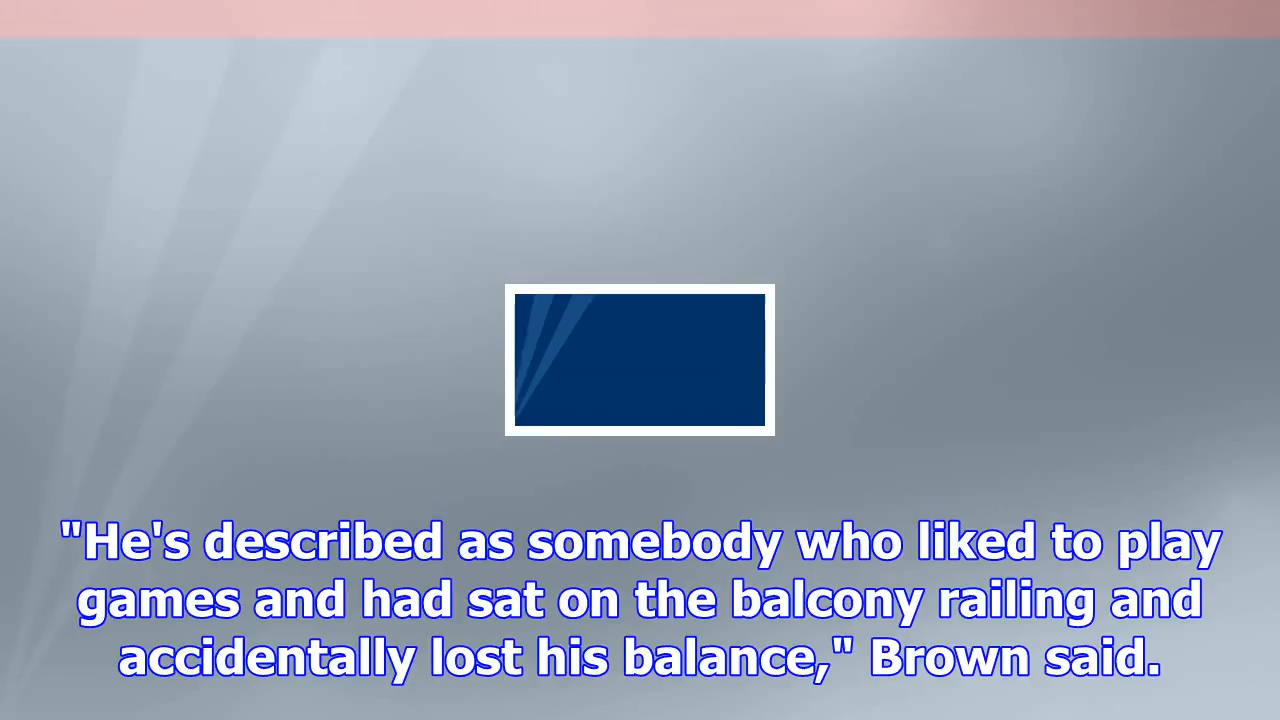 "He's described as somebody who liked to play
games and had sat on the balcony railing and
accidentally lost his balance," Brown said.